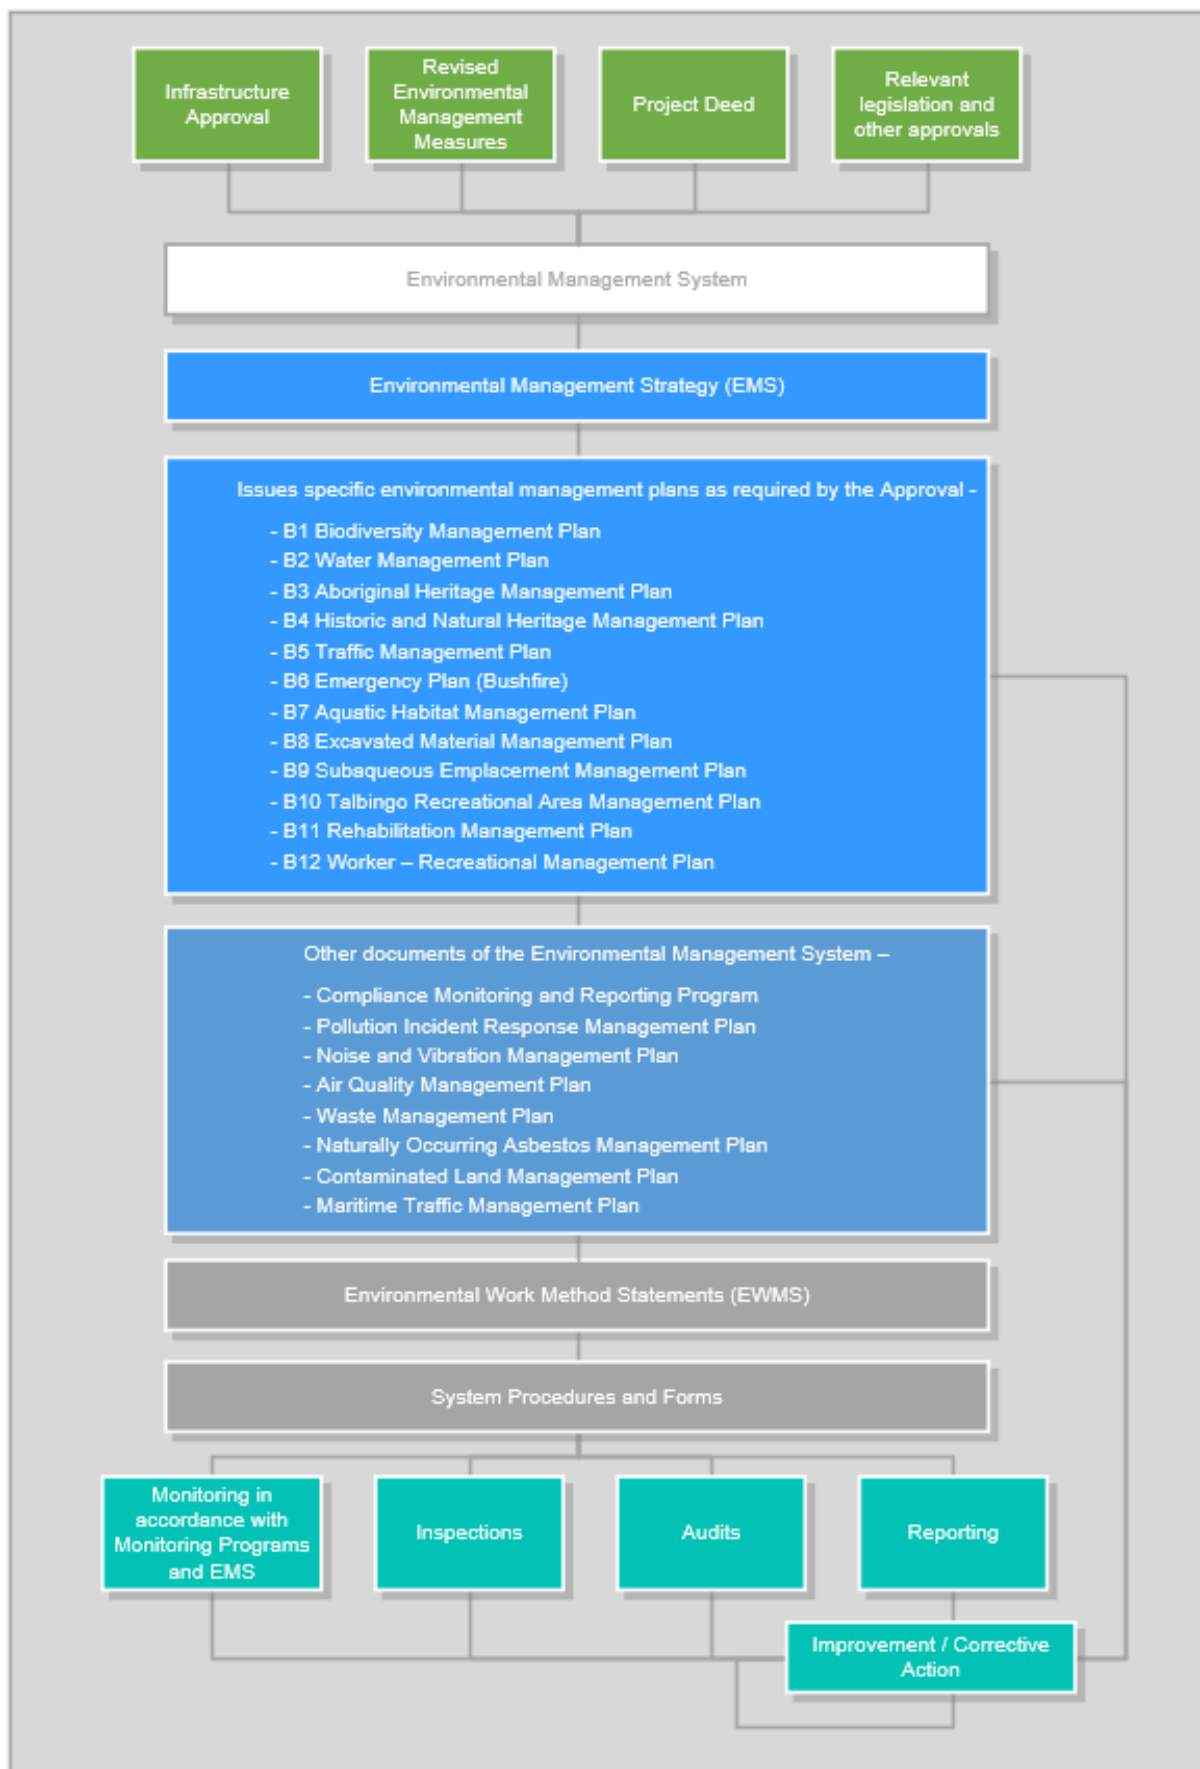 Infrastructure
Approval
Revised
Environmental
Management
Measures
Project Deed
Relevant
legislation and
other approvals
Environmental Management System
Environmental Management Strategy (EMS)
Issues specific environmental management plans as required by the Approval -
- B1 Biodiversity Management Plan
- B2 Water Management Plan
- B3 Aboriginal Heritage Management Plan
- B4 Historic and Natural Heritage Management Plan
- B5 Traffic Management Plan
- B6 Emergency Plan (Bushfire)
- B7 Aquatic Habitat Management Plan
- B8 Excavated Material Management Plan
- B9 Subaqueous Emplacement Management Plan
- B10 Talbingo Recreational Area Management Plan
- B11 Rehabilitation Management Plan
- B12 Worker – Recreational Management Plan
Other documents of the Environmental Management System –
- Compliance Monitoring and Reporting Program
- Pollution Incident Response Management Plan
- Noise and Vibration Management Plan
- Air Quality Management Plan
- Waste Management Plan
- Naturally Occurring Asbestos Management Plan
- Contaminated Land Management Plan
- Maritime Traffic Management Plan
Environmental Work Method Statements (EWMS)
System Procedures and Forms
Monitoring in
accordance with
Monitoring Programs
and EMS
Inspections
Audits
Reporting
Improvement / Corrective
Action